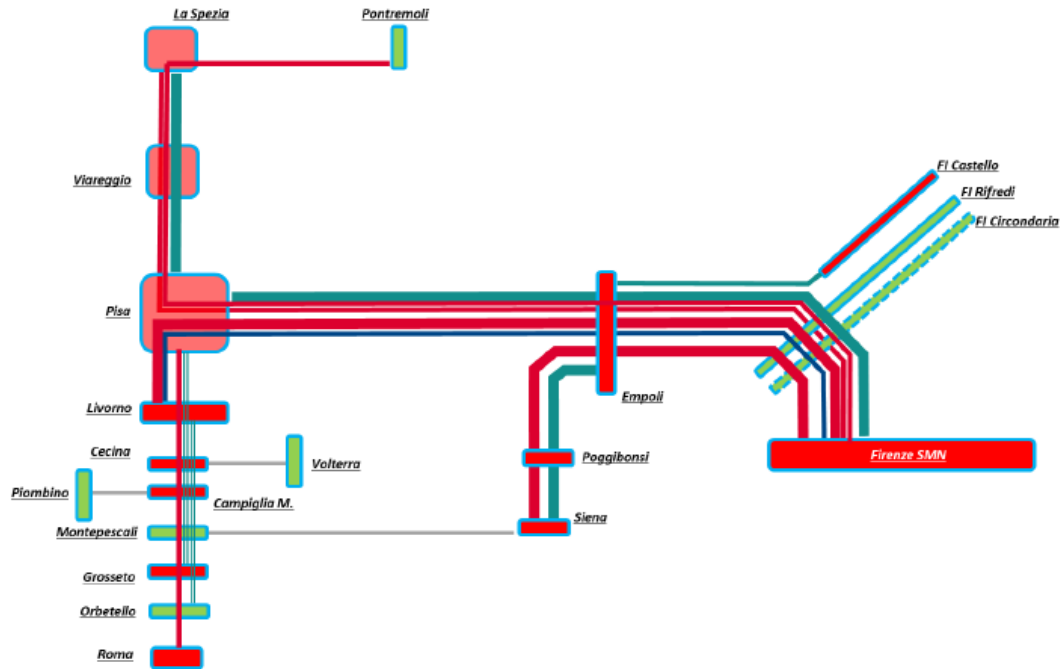 La Spezia
Pontremoli
Viareggio
FI Castello
FI Rifredi
FI Circondaria
Pisa
Empoli
Livorno
Cecina
Volterra
Poggibonsi
Firenze SMN
Piombino
Campiglia M.
Montepescali
Siena
Grosseto
Orbetello
Roma